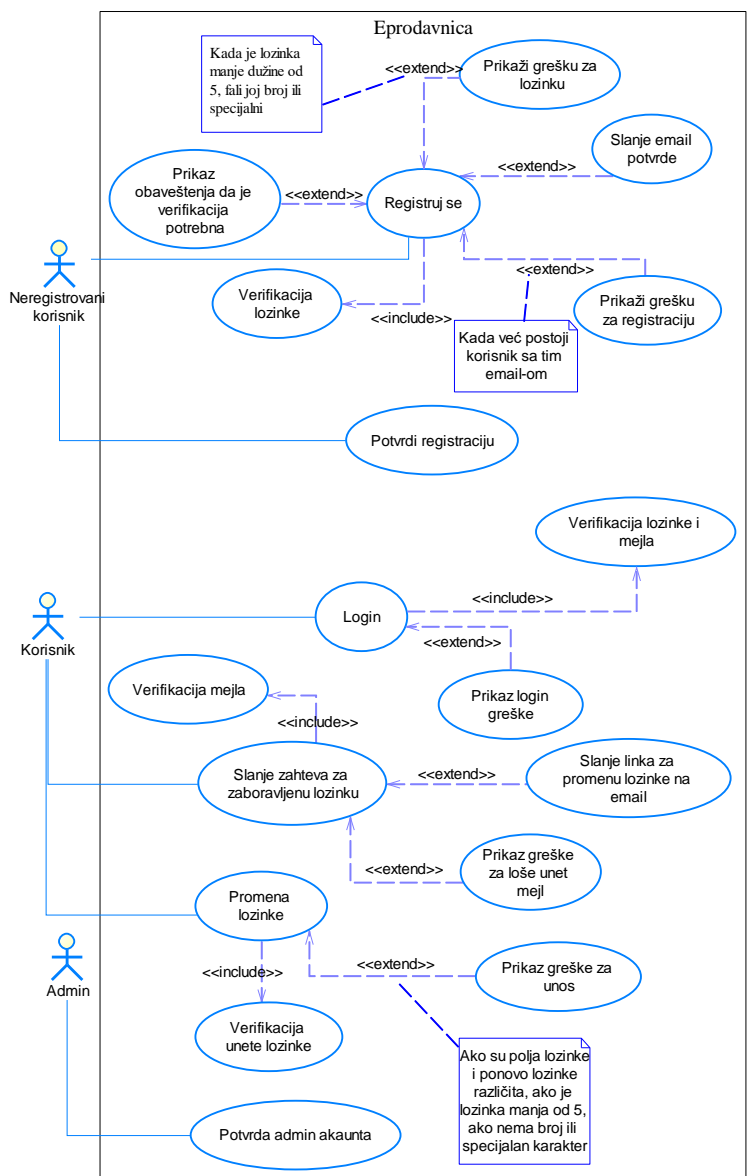 Eprodavnica
Kada je lozinka
manje dužine od
5, fali joj broj ili
specijalni
<<extend>>
Prikaži grešku za
lozinku
Slanje email
potvrde
<<extend>>
Prikaz
obaveštenja da je
verifikacija
potrebna
<<extend>>
Registruj se
Neregistrovani
korisnik
Verifikacija
lozinke
<<include>>
<<extend>>
Prikaži grešku
za registraciju
Kada već postoji
korisnik sa tim
email-om
Potvrdi registraciju
Verifikacija lozinke i
mejla
<<include>>
Korisnik
Login
<<extend>>
Prikaz login
greške
Verifikacija mejla
<<include>>
Slanje zahteva za
zaboravljenu lozinku
<<extend>>
Slanje linka za
promenu lozinke na
email
<<extend>>
Prikaz greške
za loše unet
mejl
Promena
lozinke
Admin
<<include>>
<<extend>>
Prikaz greške za
unos
Verifikacija
unete lozinke
Ako su polja lozinke
i ponovo lozinke
različita, ako je
lozinka manja od 5,
ako nema broj ili
specijalan karakter
Potvrda admin akaunta